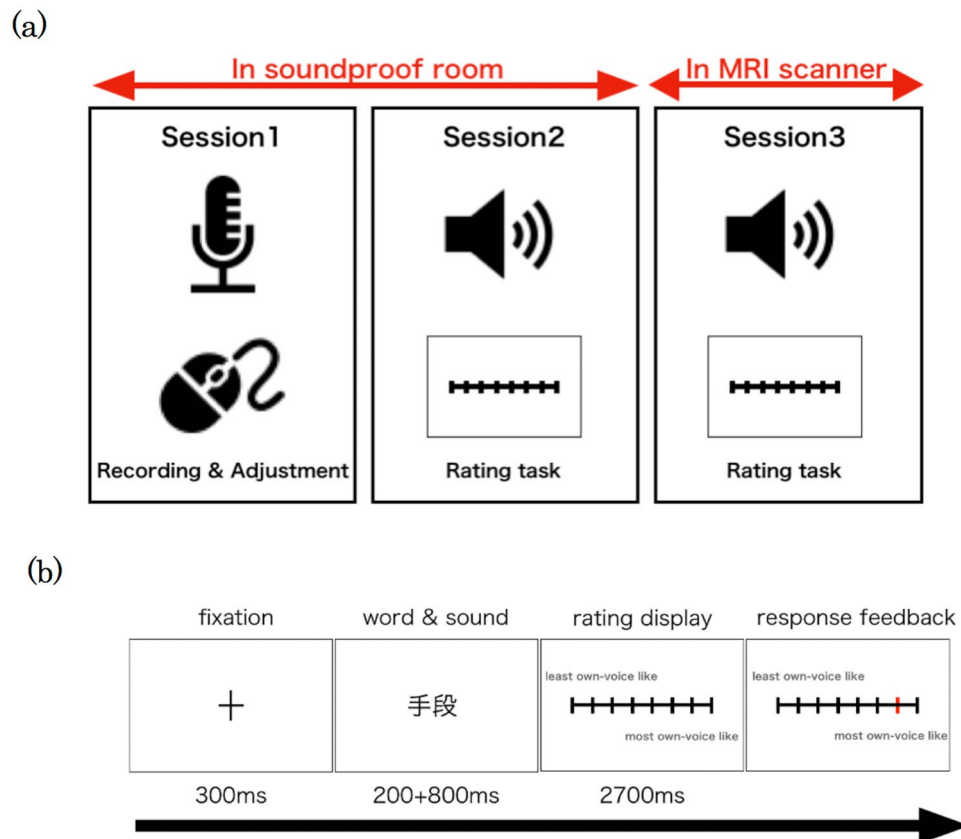 (a)
In soundproof room
In MRI scanner
Session1
Session2
Session3
Recording & Adjustment
Rating task
Rating task
(b)
fixation
word & sound
rating display
response feedback
手段
least own-voice like
most own-voice like
least own-voice like
most own-voice like
300ms
200+800ms
2700ms